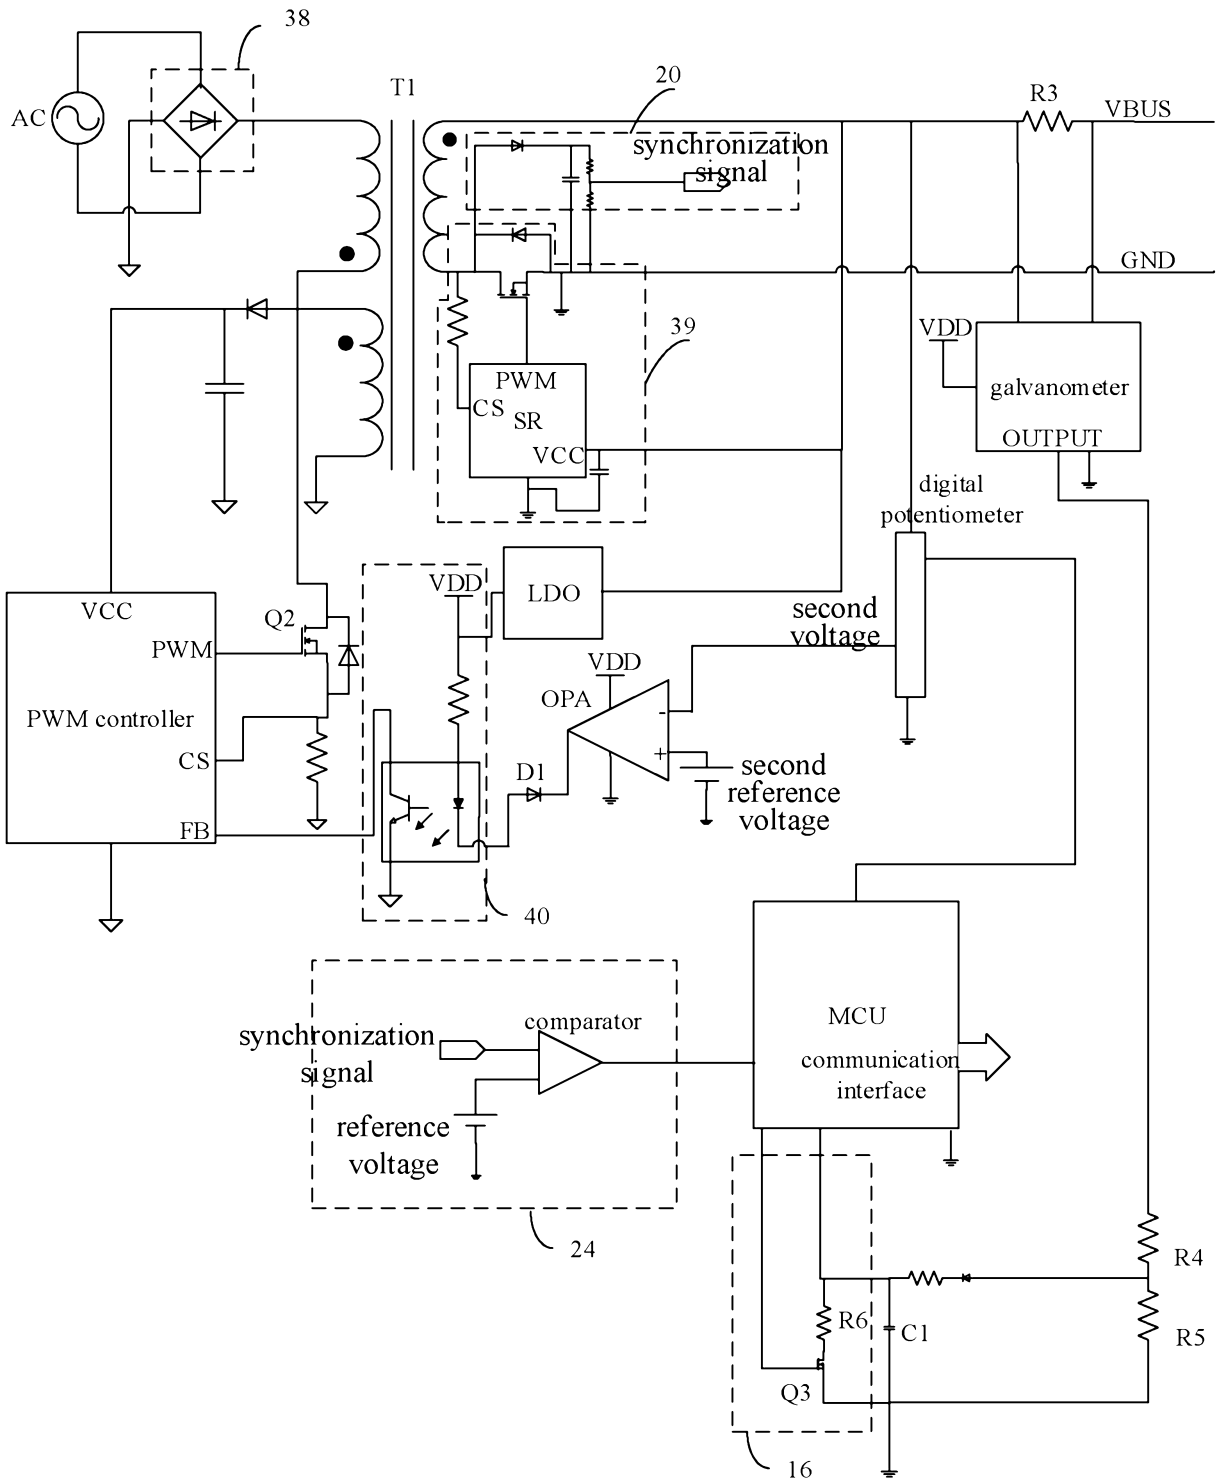 38
T1
20
AC
R3
VBUS
synchronization
signal
GND
39
VDD
PWM
CS
SR
VCC
galvanometer
OUTPUT
digital
potentiometer
VDD
LDO
VCC
Q2
PWM
second
voltage
VDD
OPA
-
+
PWM controller
CS
FB
D1
second
reference
voltage
40
MCU
communication
interface
comparator
synchronization
signal
reference
voltage
24
R4
R6
C1
R5
Q3
16